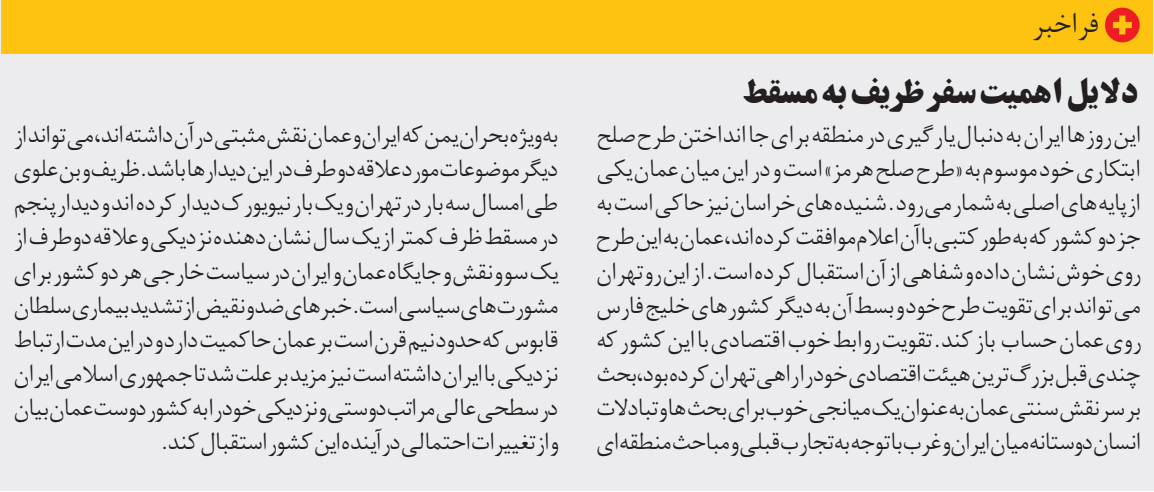 فراخبر
دلایل اهمیت سفر ظریف به مسقط
این روزها ایران به دنبال یارگیری در منطقه برای جا انداختن طرح صلح
ابتکاری خود موسوم به «طرح صلح هرمز» است و در این میان عمان یکی
از پایه های اصلی به شمار می رود. شنیده های خراسان نیز حاکی است به
جز دو کشور که به طور کتبی با آن اعلام موافقت کرده اند، عمان به این طرح
روی خوش نشان داده و شفاهی از آن استقبال کرده است. از این رو تهران
می تواند برای تقویت طرح خود و بسط آن به دیگر کشورهای خلیج فارس
روی عمان حساب باز کند. تقویت روابط خوب اقتصادی با این کشور که
چندی قبل بزرگ ترین هیئت اقتصادی خود را راهی تهران کرده بود، بحث
بر سر نقش سنتی عمان به عنوان یک میانجی خوب برای بحث ها و تبادلات
انسان دوستانه میان ایران و غرب با توجه به تجارب قبلی و مباحث منطقه ای
به ویژه بحران یمن که ایران و عمان نقش مثبتی در آن داشته اند، می تواند از
دیگر موضوعات مورد علاقه دو طرف در این دیدارها باشد. ظریف و بن علوی
طی امسال سه بار در تهران و یک بار نیویورک دیدار کرده اند و دیدار پنجم
در مسقط ظرف کمتر از یک سال نشان دهنده نزدیکی و علاقه دو طرف از
یک سو و نقش و جایگاه عمان و ایران در سیاست خارجی هر دو کشور برای
مشورت های سیاسی است. خبرهای ضد و نقیض از تشدید بیماری سلطان
قابوس که حدود نیم قرن است بر عمان حاکمیت دارد و در این مدت ارتباط
نزدیکی با ایران داشته است نیز مزید بر علت شد تا جمهوری اسلامی ایران
در سطحی عالی مراتب دوستی و نزدیکی خود را به کشور دوست عمان بیان
و از تغییرات احتمالی در آینده این کشور استقبال کند.